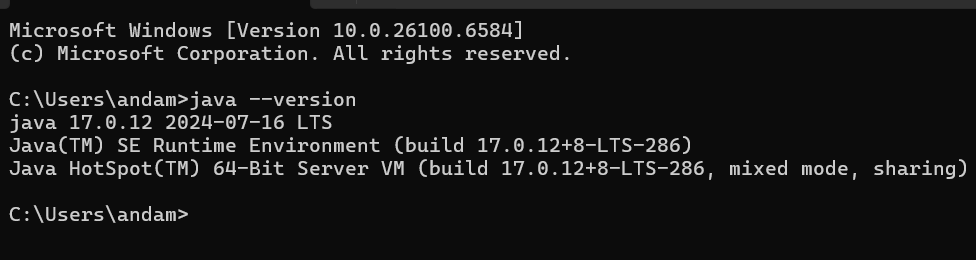 Microsoft Windows [Version 10.0.26100.6584]
(c) Microsoft Corporation. All rights reserved.
C:\Users\andam>java --version
java 17.0.12 2024-07-16 LTS
Java(TM) SE Runtime Environment (build 17.0.12+8-LTS-286)
Java HotSpot(TM) 64-Bit Server VM (build 17.0.12+8-LTS-286, mixed mode, sharing)
C:\Users\andam>